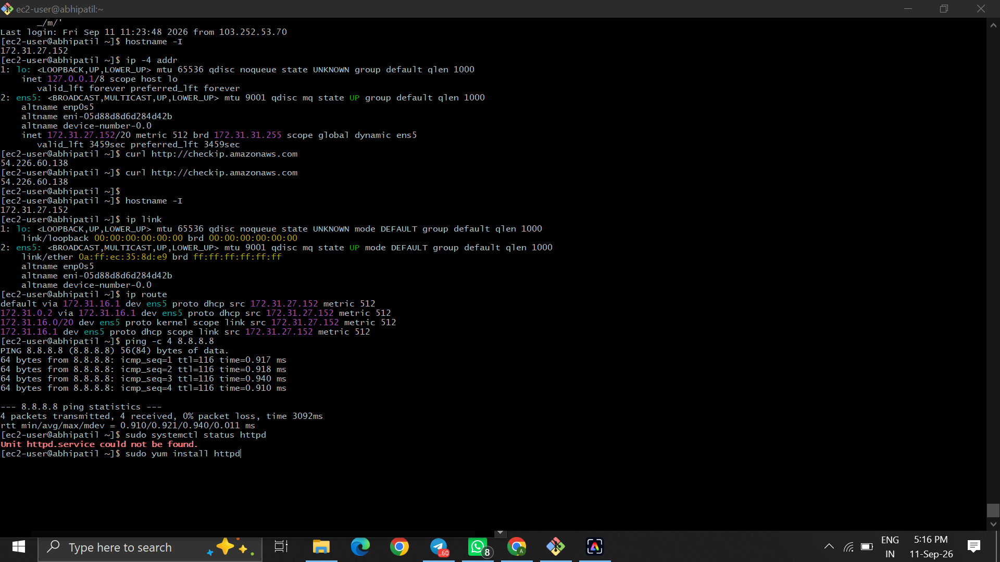 ec2-user@abhipatil:~
_/m/'
Last login: Fri Sep 11 11:23:48 2026 from 103.252.53.70
[ec2-user@abhipatil ~]$ hostname -I
172.31.27.152
[ec2-user@abhipatil ~]$ ip -4 addr
1: lo: <LOOPBACK,UP,LOWER_UP> mtu 65536 qdisc noqueue state UNKNOWN group default qlen 1000
    inet 127.0.0.1/8 scope host lo
       valid_lft forever preferred_lft forever
2: ens5: <BROADCAST,MULTICAST,UP,LOWER_UP> mtu 9001 qdisc mq state UP group default qlen 1000
    altname enp0s5
    altname eni-05d88d8d6d284d42b
    altname device-number-0.0
    inet 172.31.27.152/20 metric 512 brd 172.31.31.255 scope global dynamic ens5
       valid_lft 3459sec preferred_lft 3459sec
[ec2-user@abhipatil ~]$ curl http://checkip.amazonaws.com
54.226.60.138
[ec2-user@abhipatil ~]$ curl http://checkip.amazonaws.com
54.226.60.138
[ec2-user@abhipatil ~]$
[ec2-user@abhipatil ~]$ hostname -I
172.31.27.152
[ec2-user@abhipatil ~]$ ip link
1: lo: <LOOPBACK,UP,LOWER_UP> mtu 65536 qdisc noqueue state UNKNOWN mode DEFAULT group default qlen 1000
    link/loopback 00:00:00:00:00:00 brd 00:00:00:00:00:00
2: ens5: <BROADCAST,MULTICAST,UP,LOWER_UP> mtu 9001 qdisc mq state UP mode DEFAULT group default qlen 1000
    link/ether 0a:ff:ec:35:8d:e9 brd ff:ff:ff:ff:ff:ff
    altname enp0s5
    altname eni-05d88d8d6d284d42b
    altname device-number-0.0
[ec2-user@abhipatil ~]$ ip route
default via 172.31.16.1 dev ens5 proto dhcp src 172.31.27.152 metric 512
172.31.0.2 via 172.31.16.1 dev ens5 proto dhcp src 172.31.27.152 metric 512
172.31.16.0/20 dev ens5 proto kernel scope link src 172.31.27.152 metric 512
172.31.16.1 dev ens5 proto dhcp scope link src 172.31.27.152 metric 512
[ec2-user@abhipatil ~]$ ping -c 4 8.8.8.8
PING 8.8.8.8 (8.8.8.8) 56(84) bytes of data.
64 bytes from 8.8.8.8: icmp_seq=1 ttl=116 time=0.917 ms
64 bytes from 8.8.8.8: icmp_seq=2 ttl=116 time=0.918 ms
64 bytes from 8.8.8.8: icmp_seq=3 ttl=116 time=0.940 ms
64 bytes from 8.8.8.8: icmp_seq=4 ttl=116 time=0.910 ms
--- 8.8.8.8 ping statistics ---
4 packets transmitted, 4 received, 0% packet loss, time 3092ms
rtt min/avg/max/mdev = 0.910/0.921/0.940/0.011 ms
[ec2-user@abhipatil ~]$ sudo systemctl status httpd
Unit httpd.service could not be found.
[ec2-user@abhipatil ~]$ sudo yum install httpd
Type here to search
..60
8
A
ENG
IN
5:16 PM
11-Sep-26